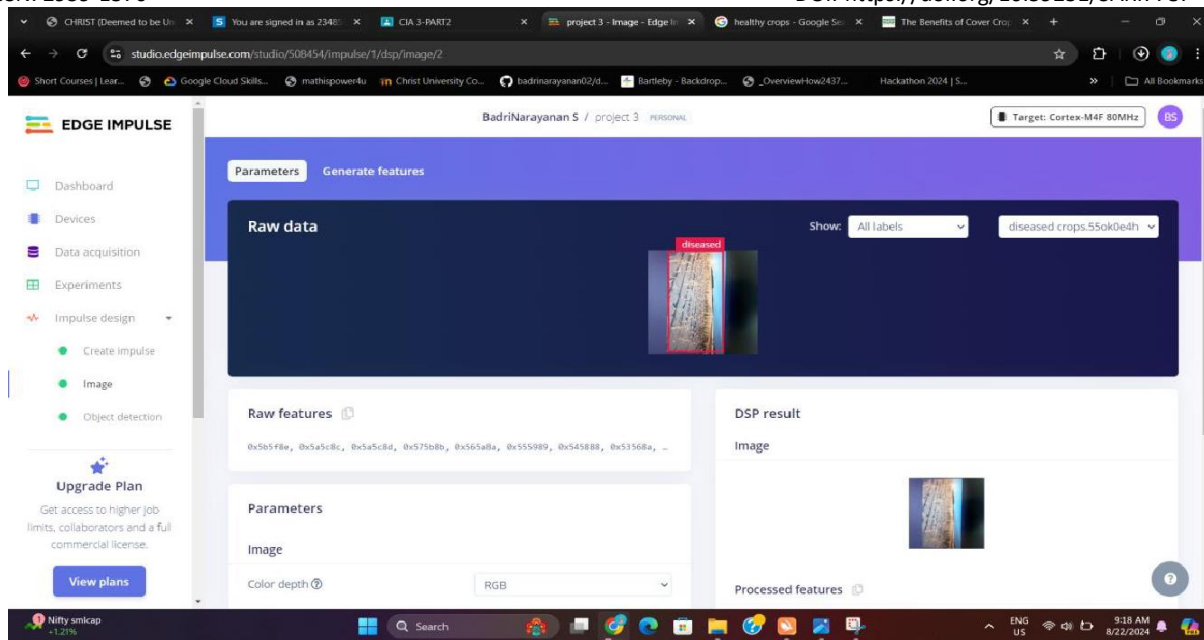 CHRIST (Deemed to be Un
You are signed in as 2348
CIA 3-PART2
project 3 - Image - Edge Im
healthy crops - Google Se
The Benefits of Cover Crop
studio.edgeimpulse.com/studio/508454/impulse/1/dsp/image/2
Short Courses | Lear...
Google Cloud Skills...
mathispower4u
Christ University Co...
badrinarayanan02/d...
Bartleby - Backdrop...
_OverviewHow2437...
Hackathon 2024 | S...
All Bookmarks
EDGE IMPULSE
BadriNarayanan S / project 3 PERSONAL
Target: Cortex-M4F 80MHz
BS
Dashboard
Devices
Data acquisition
Experiments
Impulse design
Create impulse
Image
Object detection
Upgrade Plan
Get access to higher job
limits, collaborators and a full
commercial license.
View plans
Parameters Generate features
Raw data
Show: All labels
diseased crops.55ok0e4h
diseased
Raw features
0x5b5f8e, 0x5a5c8c, 0x5a5c8d, 0x575b8b, 0x565a8a, 0x555989, 0x545888, 0x53568a, ...
Parameters
Image
Color depth RGB
DSP result
Image
Processed features
Nifty smlcap
+1.21%
Search
ENG
US
9:18 AM
8/22/2024